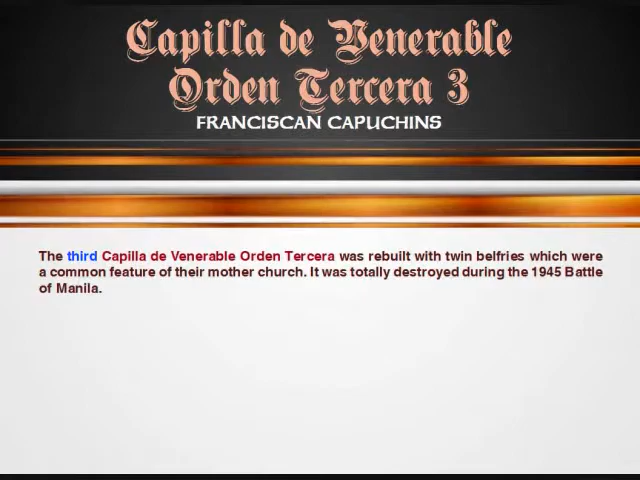 Capilla de Venerable
Orden Tercera 3
FRANCISCAN CAPUCHINS
The third Capilla de Venerable Orden Tercera was rebuilt with twin belfries which were
a common feature of their mother church. It was totally destroyed during the 1945 Battle
of Manila.